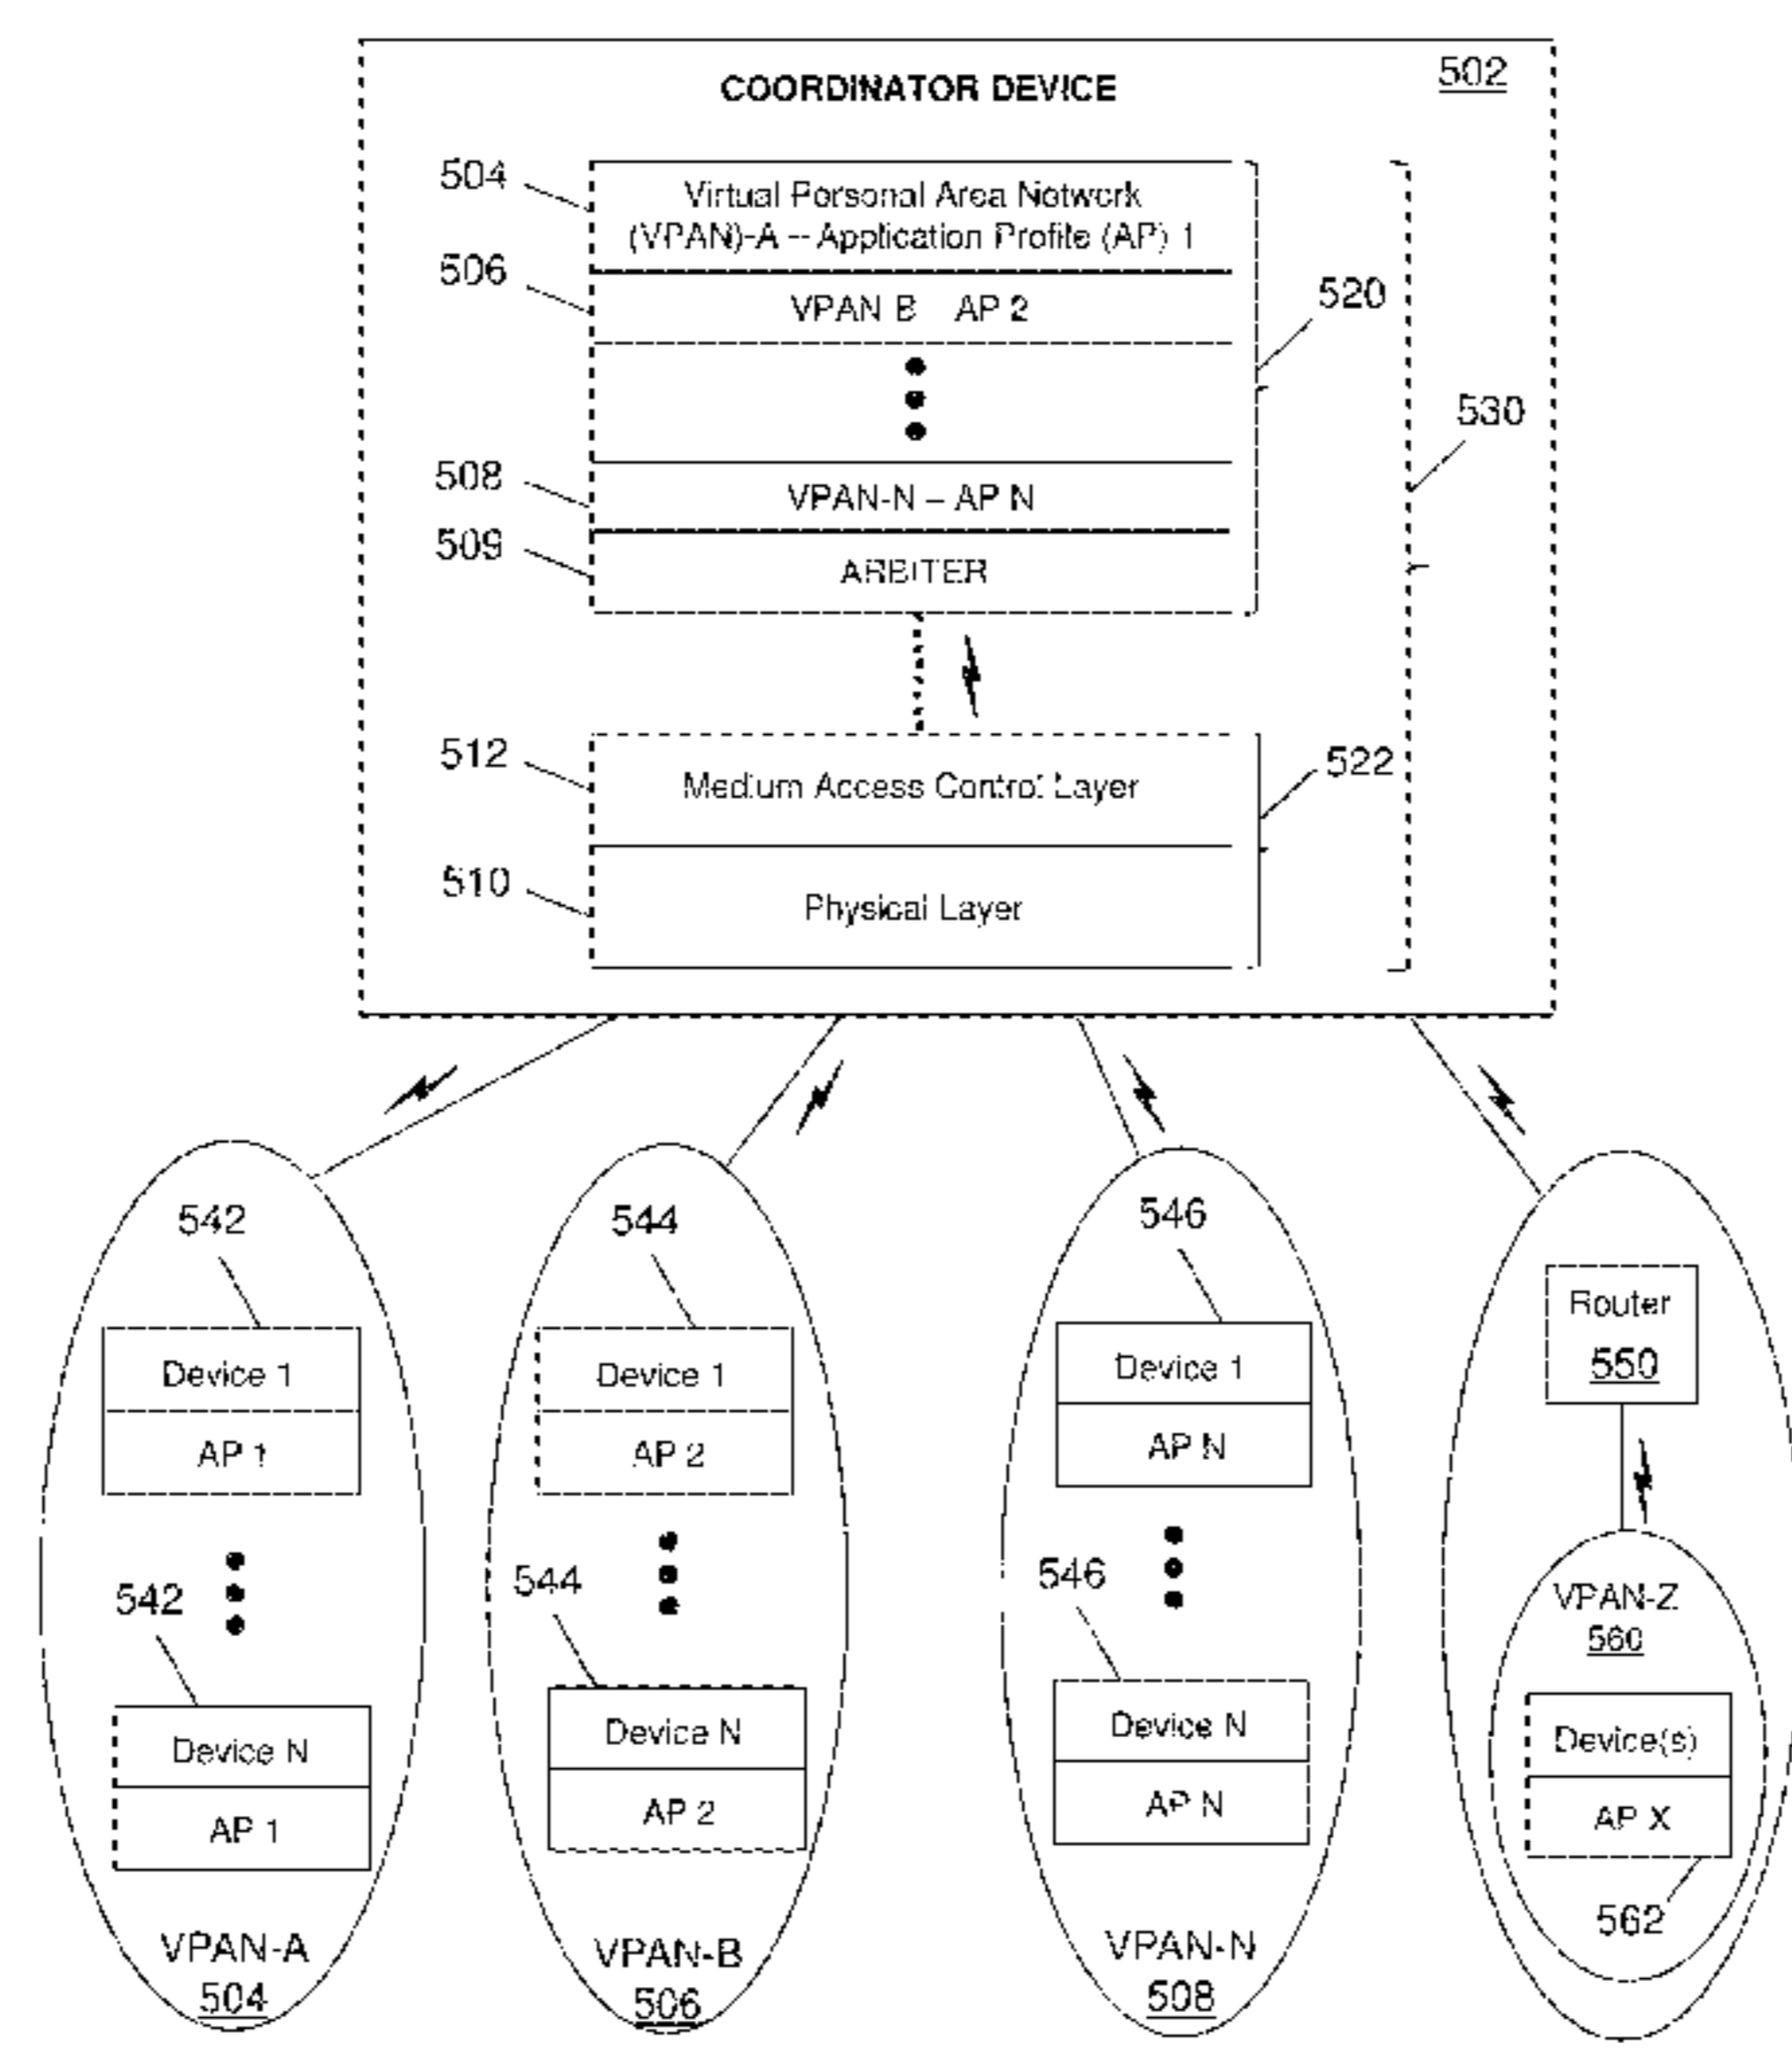 COORDINATOR DEVICE
502
504
Virtual Personal Area Network
(VPAN)-A -- Application Profile (AP) 1
506
VPAN B AP 2
520
530
508
VPAN-N – AP N
509
ARBITER
512
Medium Access Control Layer
522
510
Physical Layer
542
544
546
Router
550
Device 1
AP 1
Device 1
AP 2
Device 1
AP N
542
544
546
VPAN-Z
560
Device N
AP 1
Device N
AP 2
Device N
AP N
Device(s)
AP X
562
VPAN-A
504
VPAN-B
506
VPAN-N
508